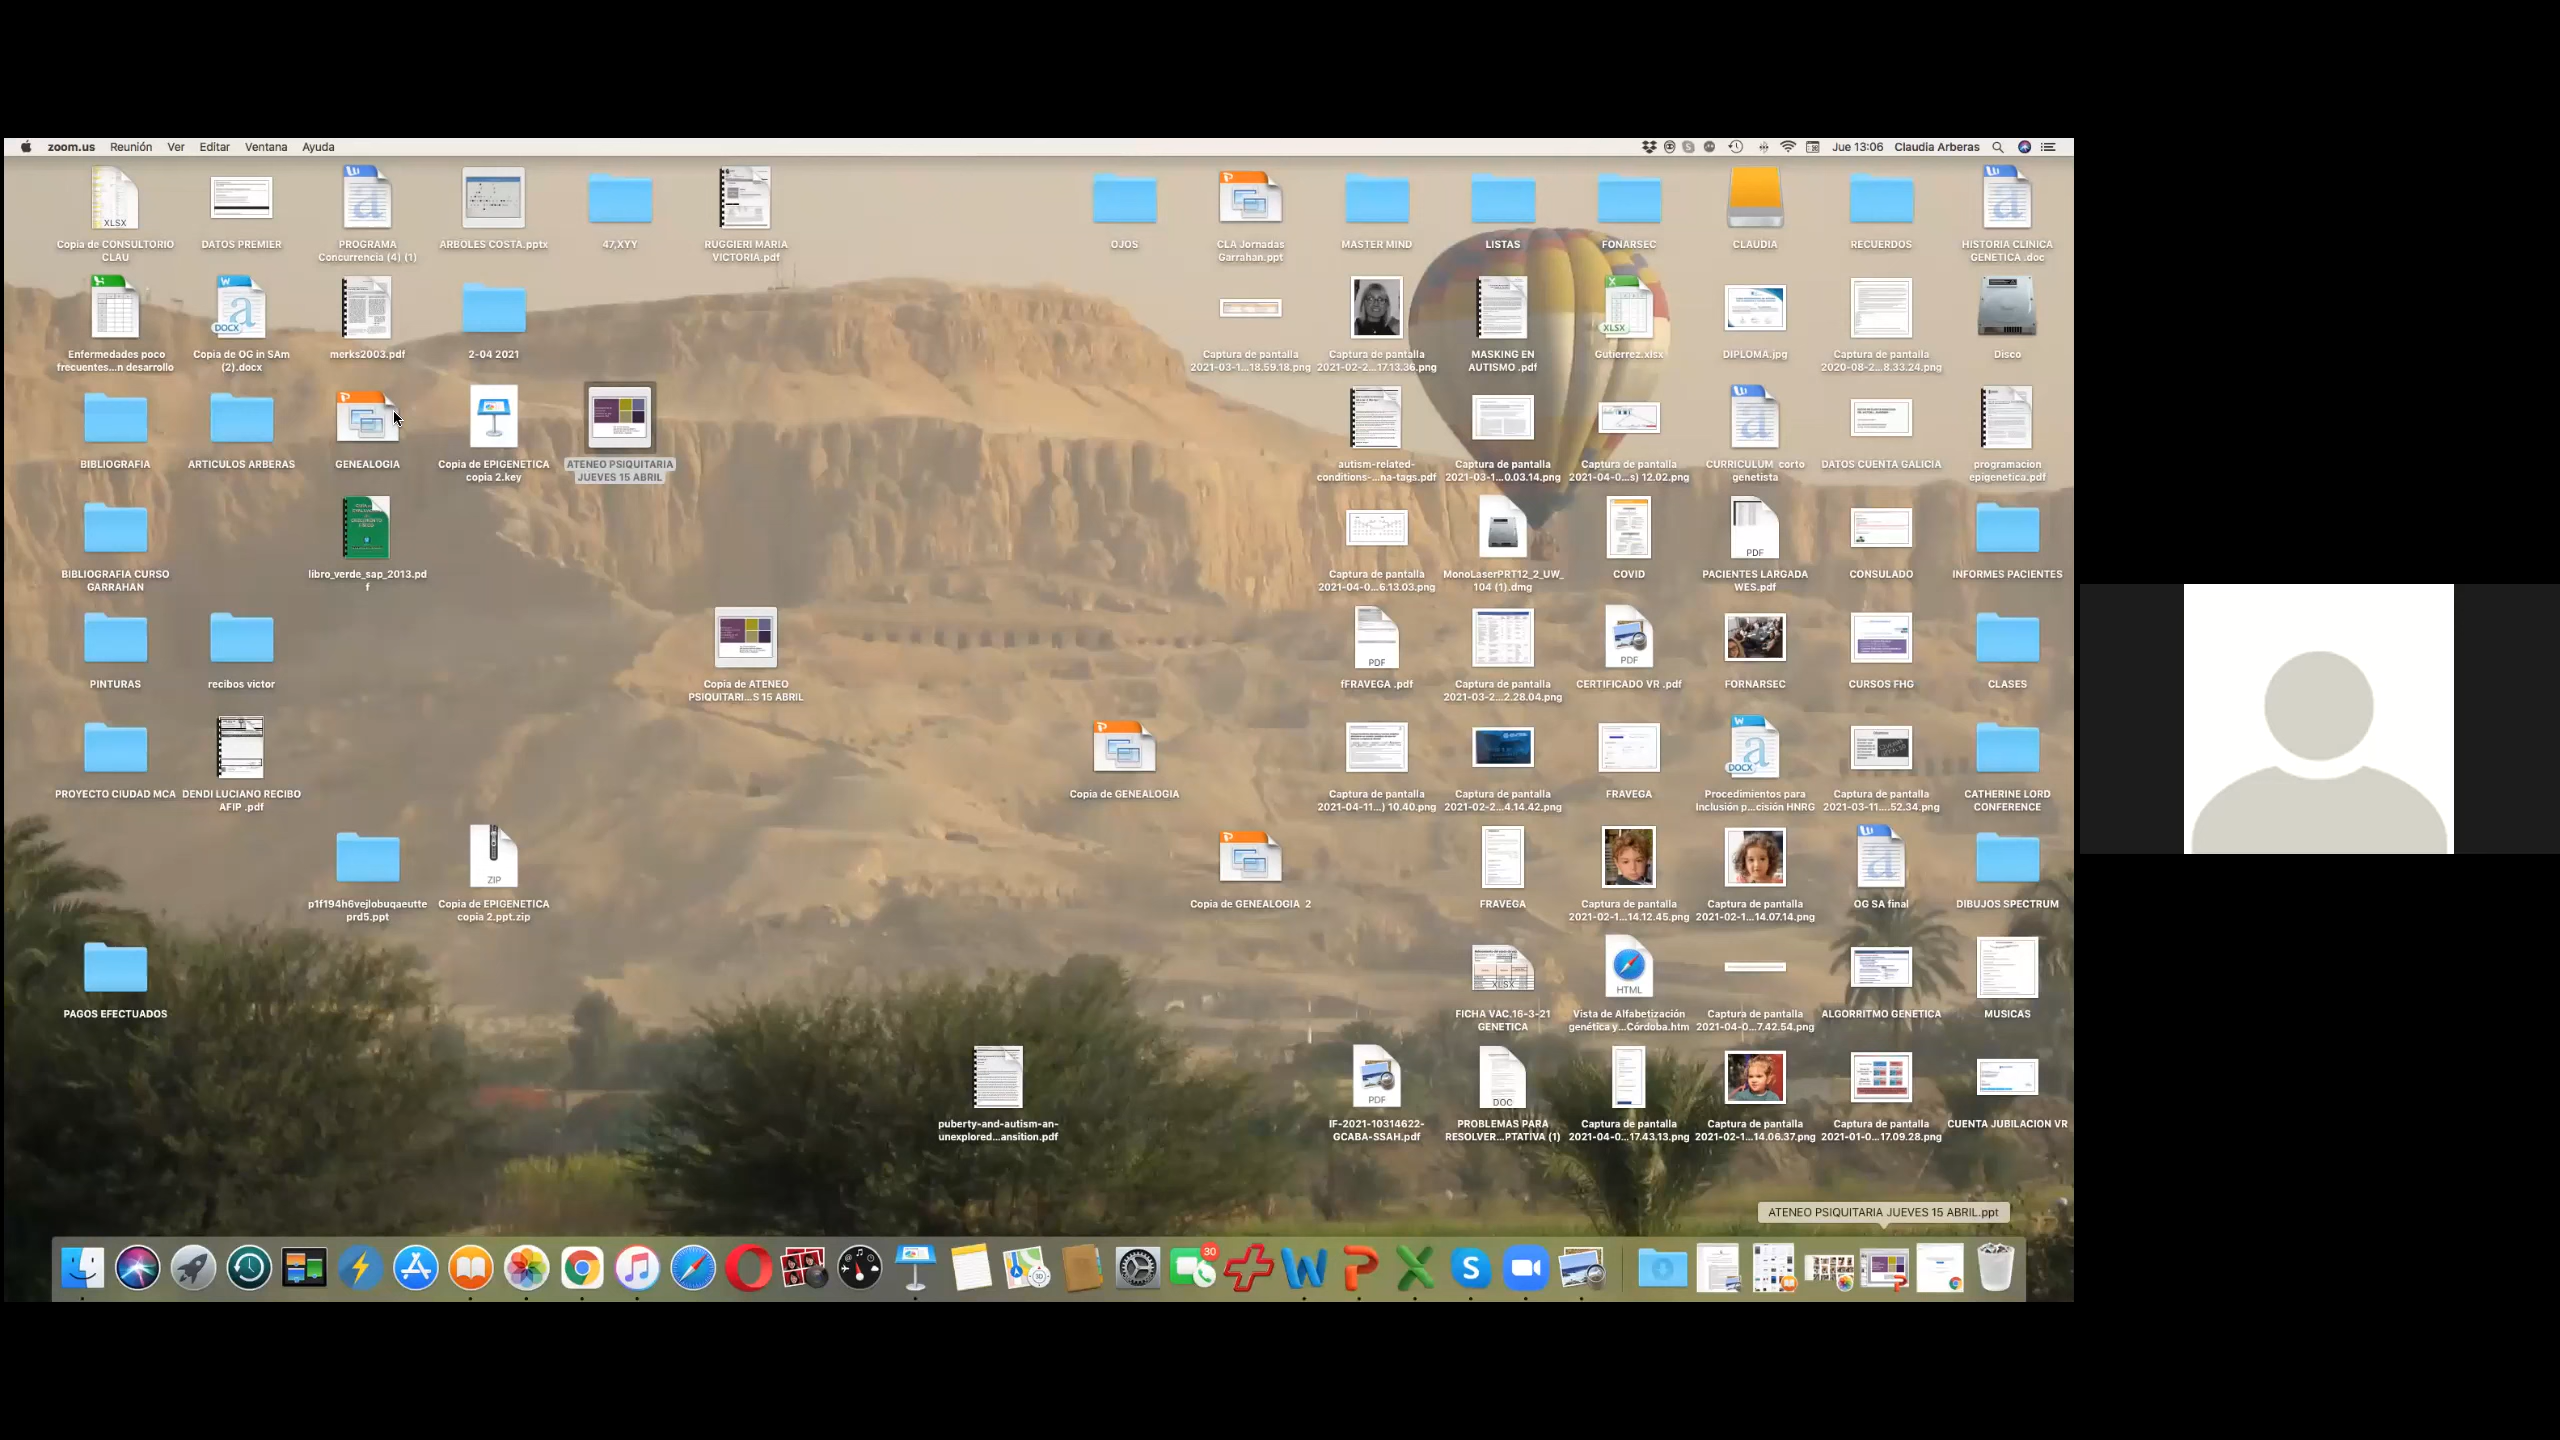 zoom.us Reunión Ver Editar Ventana Ayuda
Jue 13:06 Claudia Arberas
XLSX
Copia de CONSULTORIO
CLAU
DATOS PREMIER
PROGRAMA
Concurrencia (4) (1)
ARBOLES COSTA.pptx
47,XYY
RUGGIERI MARIA
VICTORIA.pdf
OJOS
CLA Jornadas
Garrahan.ppt
MASTER MIND
LISTAS
FONARSEC
CLAUDIA
RECUERDOS
HISTORIA CLINICA
GENETICA .doc
Enfermedades poco
frecuentes...n desarrollo
DOCX
Copia de OG in SAm
(2).docx
merks2003.pdf
2-04 2021
Captura de pantalla
2021-03-1...18.59.18.png
Captura de pantalla
2021-02-2...17.13.36.png
MASKING EN
AUTISMO .pdf
XLSX
Gutierrez.xlsx
DIPLOMA.jpg
Captura de pantalla
2020-08-2...8.33.24.png
Disco
BIBLIOGRAFIA
ARTICULOS ARBERAS
GENEALOGIA
Copia de EPIGENETICA
copia 2.key
ATENEO PSIQUITARIA
JUEVES 15 ABRIL
autism-related-
conditions-...na-tags.pdf
Captura de pantalla
2021-03-1...0.03.14.png
Captura de pantalla
2021-04-0...s) 12.02.png
CURRICULUM corto
genetista
DATOS CUENTA GALICIA
programacion
epigenetica.pdf
BIBLIOGRAFIA CURSO
GARRAHAN
libro_verde_sap_2013.pd
f
Captura de pantalla
2021-04-0...6.13.03.png
MonoLaserPRT12_2_UW_
104 (1).dmg
COVID
PDF
PACIENTES LARGADA
WES.pdf
CONSULADO
INFORMES PACIENTES
PINTURAS
recibos victor
Copia de ATENEO
PSIQUITARI...S 15 ABRIL
PDF
fFRAVEGA .pdf
Captura de pantalla
2021-03-2...2.28.04.png
PDF
CERTIFICADO VR .pdf
FORNARSEC
CURSOS FHG
CLASES
PROYECTO CIUDAD MCA
DENDI LUCIANO RECIBO
AFIP .pdf
Copia de GENEALOGIA
Captura de pantalla
2021-04-11...) 10.40.png
Captura de pantalla
2021-02-2...4.14.42.png
FRAVEGA
DOCX
Procedimientos para
Inclusión p...cisión HNRG
Captura de pantalla
2021-03-11....52.34.png
CATHERINE LORD
CONFERENCE
p1f194h6vejlobuqaeutte
prd5.ppt
ZIP
Copia de EPIGENETICA
copia 2.ppt.zip
Copia de GENEALOGIA 2
FRAVEGA
Captura de pantalla
2021-02-1...14.12.45.png
Captura de pantalla
2021-02-1...14.07.14.png
OG SA final
DIBUJOS SPECTRUM
PAGOS EFECTUADOS
XLSX
FICHA VAC.16-3-21
GENETICA
HTML
Vista de Alfabetización
genética y...Córdoba.htm
Captura de pantalla
2021-04-0...7.42.54.png
ALGORRITMO GENETICA
MUSICAS
puberty-and-autism-an-
unexplored...ansition.pdf
PDF
IF-2021-10314622-
GCABA-SSAH.pdf
DOC
PROBLEMAS PARA
RESOLVER...PTATIVA (1)
Captura de pantalla
2021-04-0...17.43.13.png
Captura de pantalla
2021-02-1...14.06.37.png
Captura de pantalla
2021-01-0...17.09.28.png
CUENTA JUBILACION VR
ATENEO PSIQUITARIA JUEVES 15 ABRIL.ppt
30